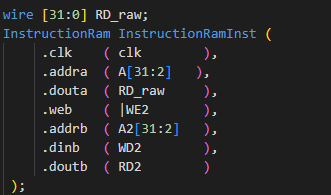 wire [31:0] RD_raw;
InstructionRam InstructionRamInst (
    .clk    ( clk        ),
    .addra  ( A[31:2]   ),
    .douta  ( RD_raw     ),
    .web    ( |WE2       ),
    .addrb  ( A2[31:2]   ),
    .dinb   ( WD2        ),
    .doutb  ( RD2        )
 );